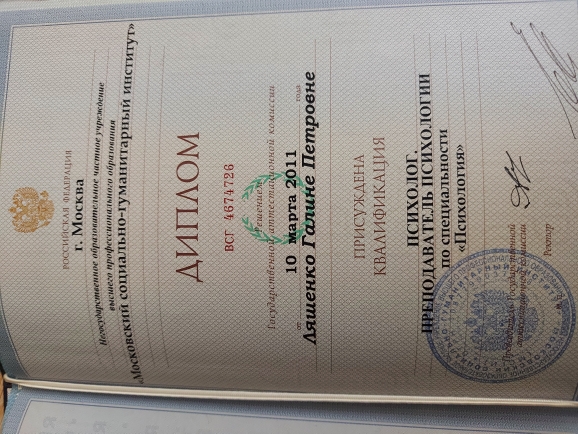 РОССИЙСКАЯ ФЕДЕРАЦИЯ
г. Москва
Негосударственное образовательное частное учреждение
высшего профессионального образования
«Московский социально-гуманитарный институт»
ДИПЛОМ
ВСГ 4674726
Решением
Государственной аттестационной комиссии
от 10 марта 2011 года
Ляшенко Галине Петровне
ПРИСУЖДЕНА
КВАЛИФИКАЦИЯ
ПСИХОЛОГ.
ПРЕПОДАВАТЕЛЬ ПСИХОЛОГИИ
по специальности
«Психология»
Председатель Государственной
аттестационной комиссии
Ректор